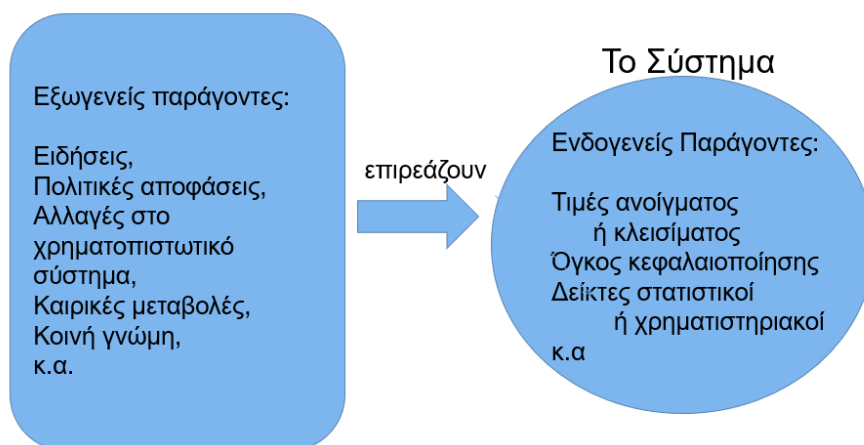 Εξωγενείς παράγοντες:
Ειδήσεις,
Πολιτικές αποφάσεις,
Αλλαγές στο
χρηματοπιστωτικό
σύστημα,
Καιρικές μεταβολές,
Κοινή γνώμη,
κ.α.
επιρεάζουν
Το Σύστημα
Ενδογενείς Παράγοντες:
Τιμές ανοίγματος
ή κλεισίματος
Όγκος κεφαλαιοποίησης
Δείκτες στατιστικοί
ή χρηματιστηριακοί
κ.α